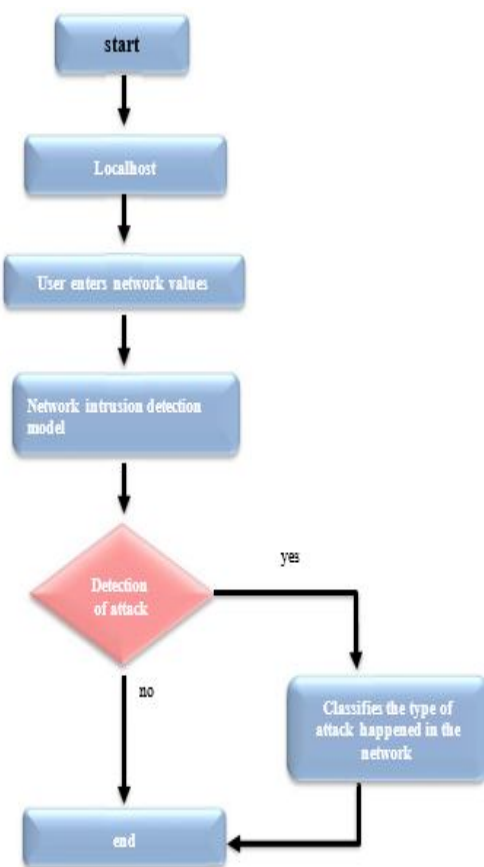 start
Localhost
User enters network values
Network intrusion detection
model
Detection
of attack
yes
no
Classifies the type of
attack happened in the
network
end